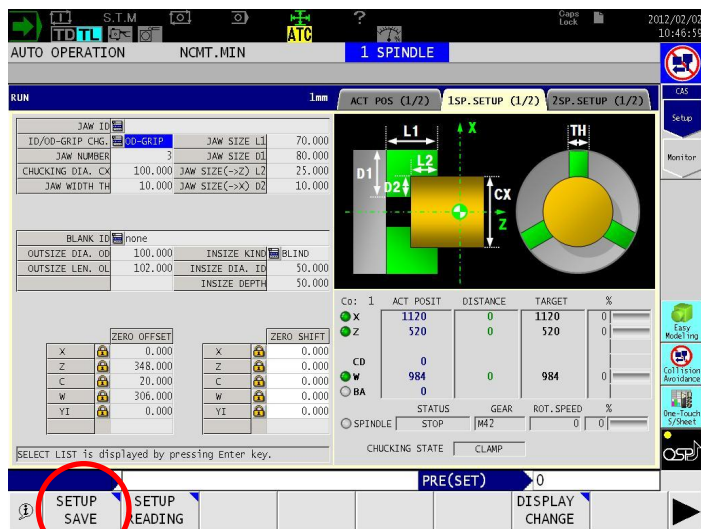 S.T.M
?
Caps Lock
2012/02/02
TD TL
ATC
10:46:59
AUTO OPERATION NCMT.MIN 1 SPINDLE
CAS
RUN 1mm ACT POS (1/2) 1SP.SETUP (1/2) 2SP.SETUP (1/2)
Setup
Monitor
JAW ID
ID/OD-GRIP CHG. OD-GRIP JAW SIZE L1 70.000
JAW NUMBER 3 JAW SIZE D1 80.000
CHUCKING DIA. CX 100.000 JAW SIZE(->Z) L2 25.000
JAW WIDTH TH 10.000 JAW SIZE(->X) D2 10.000
L1 X TH
D1 L2
D2 CX
Z
BLANK ID none
OUTSIZE DIA. OD 100.000 INSIZE KIND BLIND
OUTSIZE LEN. OL 102.000 INSIZE DIA. ID 50.000
INSIZE DEPTH 50.000
Co: 1 ACT POSIT DISTANCE TARGET %
X 1120 0 1120 0
Z 520 0 520 0
CD 0
W 984 0 984 0
BA 0
STATUS GEAR ROT.SPEED %
SPINDLE STOP M42 0 0
CHUCKING STATE CLAMP
ZERO OFFSET ZERO SHIFT
X 0.000 X 0.000
Z 348.000 Z 0.000
C 20.000 C 0.000
W 306.000 W 0.000
YI 0.000 YI 0.000
Easy Modeling
Collision Avoidance
One-Touch S/Sheet
OSP
SELECT LIST is displayed by pressing Enter key.
PRE(SET) 0
SETUP SAVE
SETUP READING
DISPLAY CHANGE